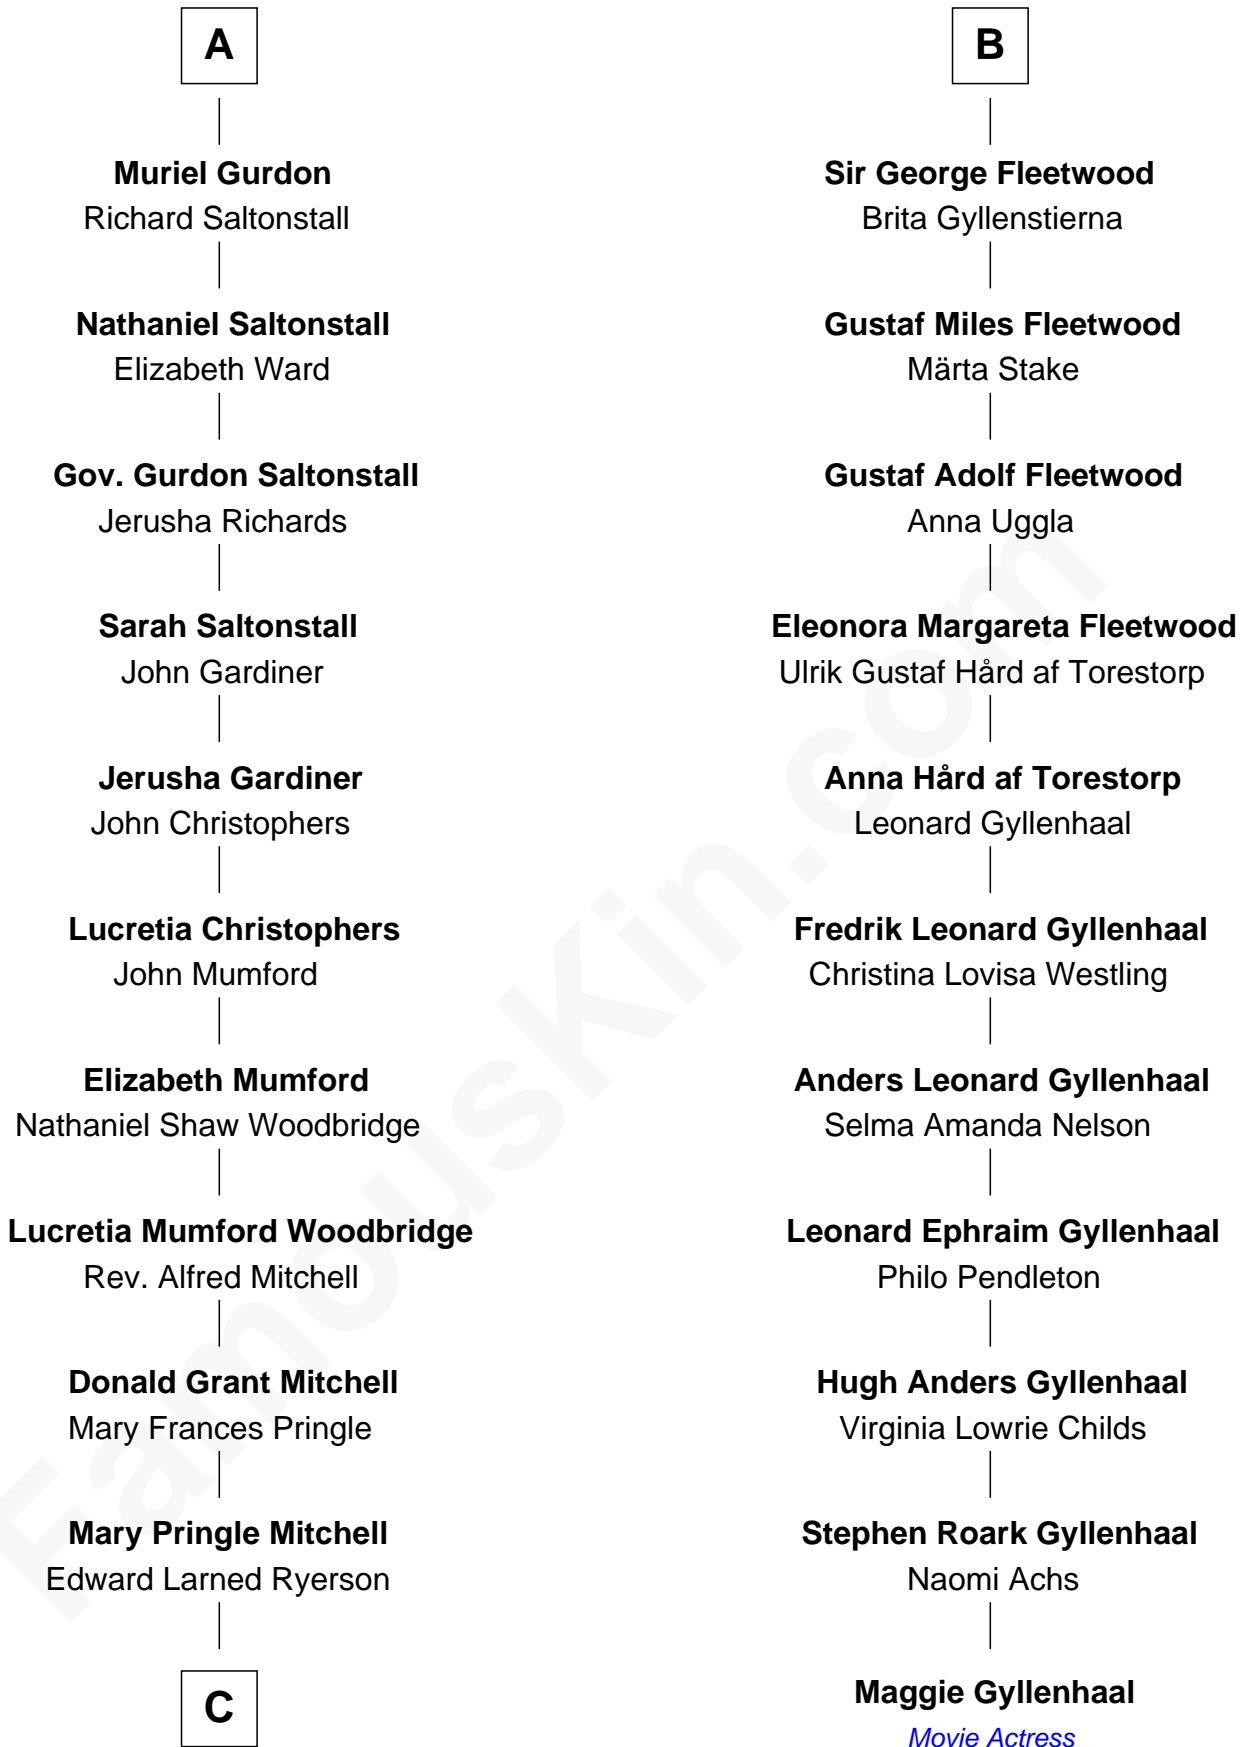 A
Muriel Gurdon
Richard Saltonstall
Nathaniel Saltonstall
Elizabeth Ward
Gov. Gurdon Saltonstall
Jerusha Richards
Sarah Saltonstall
John Gardiner
Jerusha Gardiner
John Christophers
Lucretia Christophers
John Mumford
Elizabeth Mumford
Nathaniel Shaw Woodbridge
Lucretia Mumford Woodbridge
Rev. Alfred Mitchell
Donald Grant Mitchell
Mary Frances Pringle
Mary Pringle Mitchell
Edward Larned Ryerson
C
B
Sir George Fleetwood
Brita Gyllenstierna
Gustaf Miles Fleetwood
Märta Stake
Gustaf Adolf Fleetwood
Anna Uggla
Eleonora Margareta Fleetwood
Ulrik Gustaf Hård af Torestorp
Anna Hård af Torestorp
Leonard Gyllenhaal
Fredrik Leonard Gyllenhaal
Christina Lovisa Westling
Anders Leonard Gyllenhaal
Selma Amanda Nelson
Leonard Ephraim Gyllenhaal
Philo Pendleton
Hugh Anders Gyllenhaal
Virginia Lowrie Childs
Stephen Roark Gyllenhaal
Naomi Achs
Maggie Gyllenhaal
Movie Actress
FamousKin.com